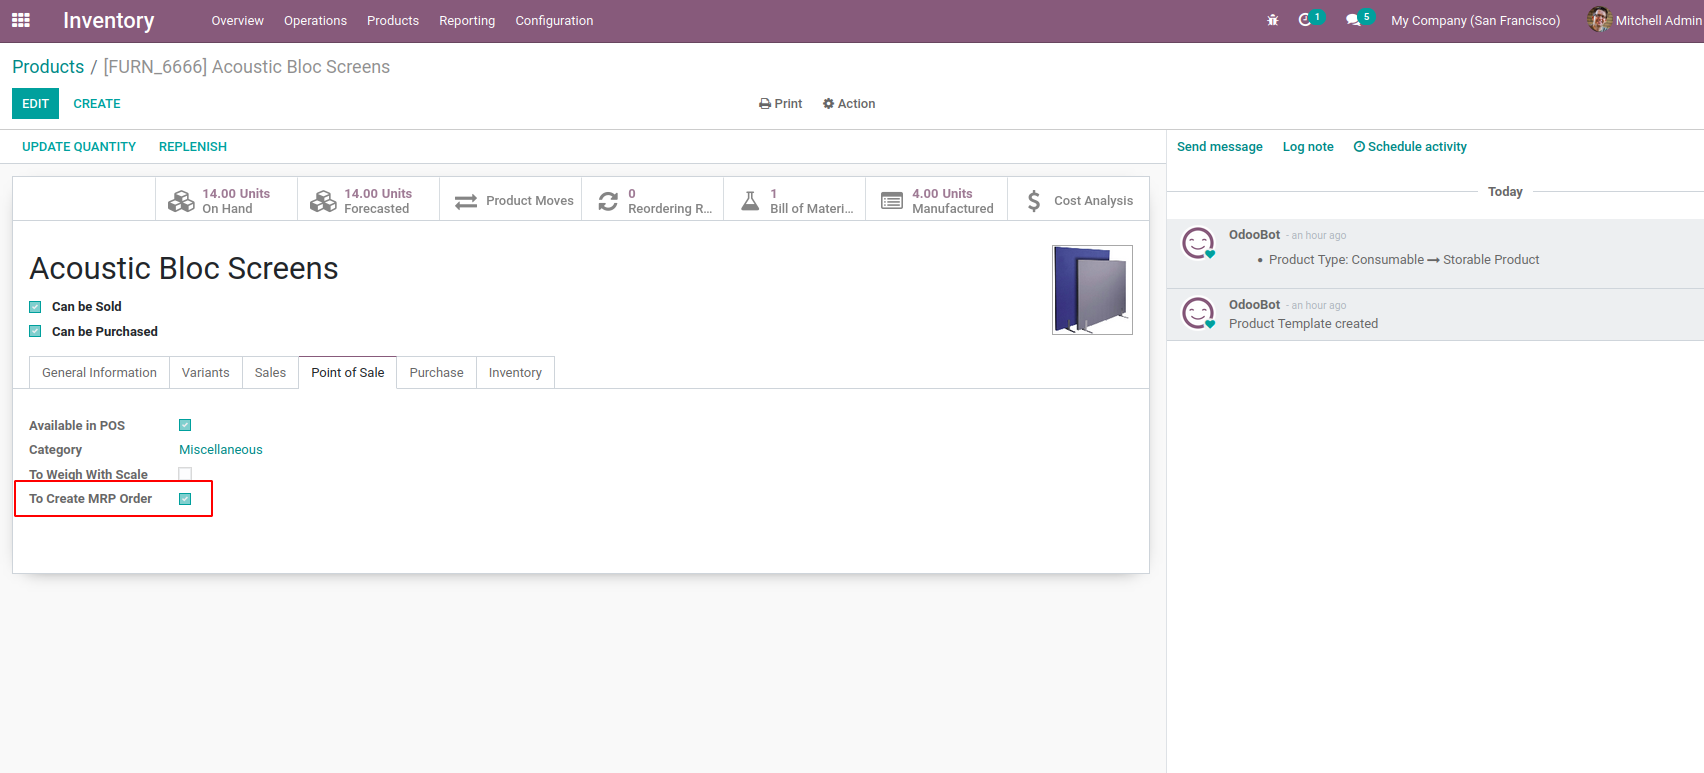 Inventory Overview Operations Products Reporting Configuration 1 5 My Company (San Francisco) Mitchell Admin
Products / [FURN_6666] Acoustic Bloc Screens
EDIT CREATE Print Action
UPDATE QUANTITY REPLENISH
14.00 Units
On Hand
14.00 Units
Forecasted
Product Moves
0
Reordering R...
1
Bill of Materi...
4.00 Units
Manufactured
Cost Analysis
Acoustic Bloc Screens
Can be Sold
Can be Purchased
General Information Variants Sales Point of Sale Purchase Inventory
Available in POS
Category Miscellaneous
To Weigh With Scale
To Create MRP Order
Send message Log note Schedule activity
Today
OdooBot - an hour ago
• Product Type: Consumable → Storable Product
OdooBot - an hour ago
Product Template created